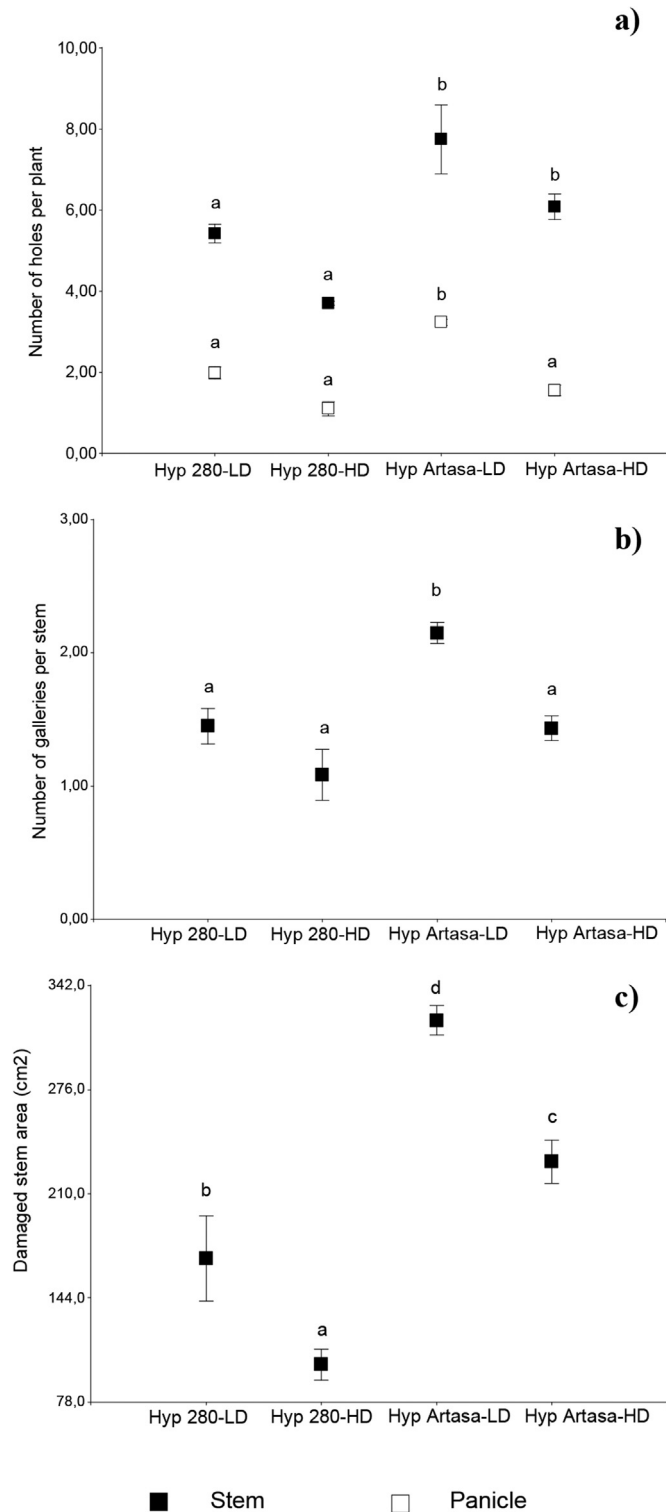 a)
10,00
b
8,00
a
b
6,00
a
b
4,00
a
a
a
2,00
0,00
Number of holes per plant
Hyp 280-LD Hyp 280-HD Hyp Artasa-LD Hyp Artasa-HD
3,00
b)
b
2,00
a
a
a
1,00
0,00
Number of galleries per stem
Hyp 280-LD Hyp 280-HD Hyp Artasa-LD Hyp Artasa-HD
342,0
d
c)
276,0
c
210,0
b
144,0
a
78,0
Damaged stem area (cm2)
Hyp 280-LD Hyp 280-HD Hyp Artasa-LD Hyp Artasa-HD
Stem Panicle